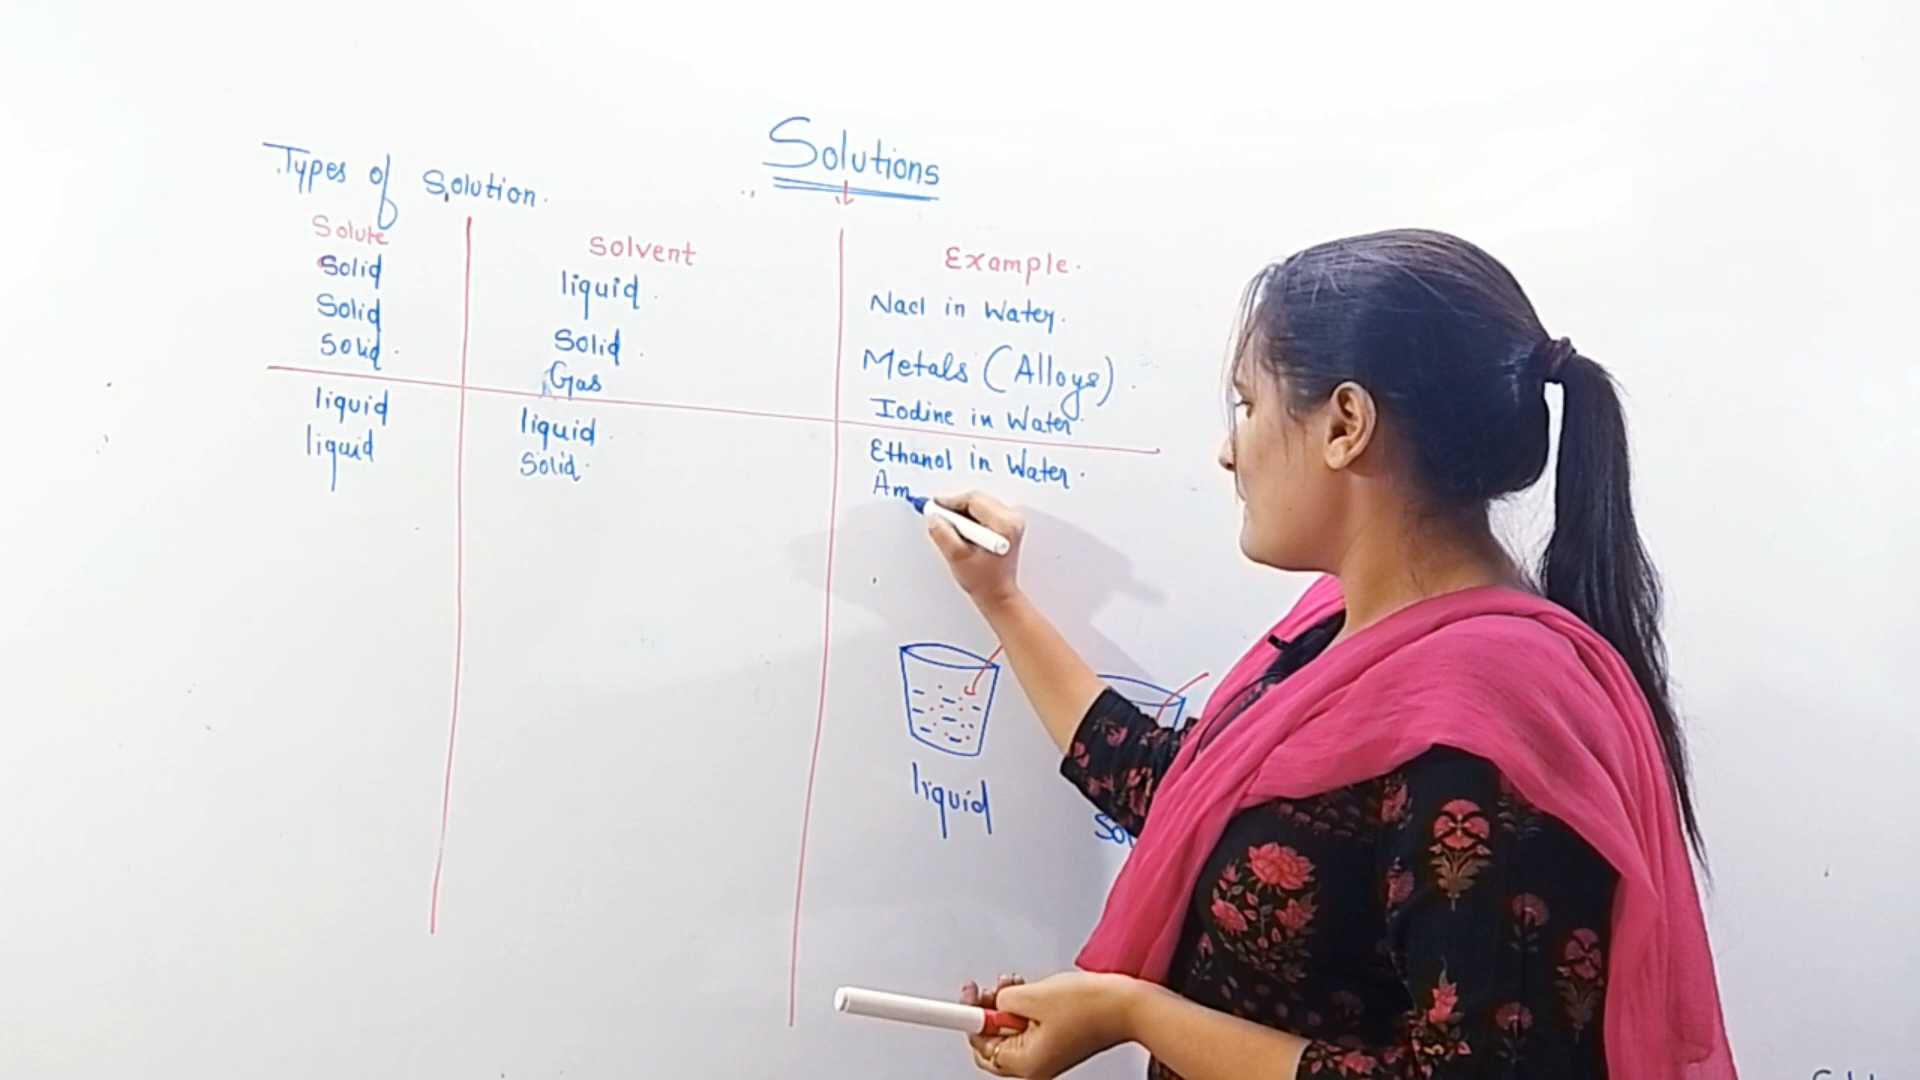 Solutions
Types of Solution.
Solute Solvent Example.
Solid liquid. Nacl in Water.
Solid Solid. Metals (Alloys).
Solid. Gas Iodine in Water.
liquid liquid. Ethanol in Water.
liquid Solid. Am
liquid